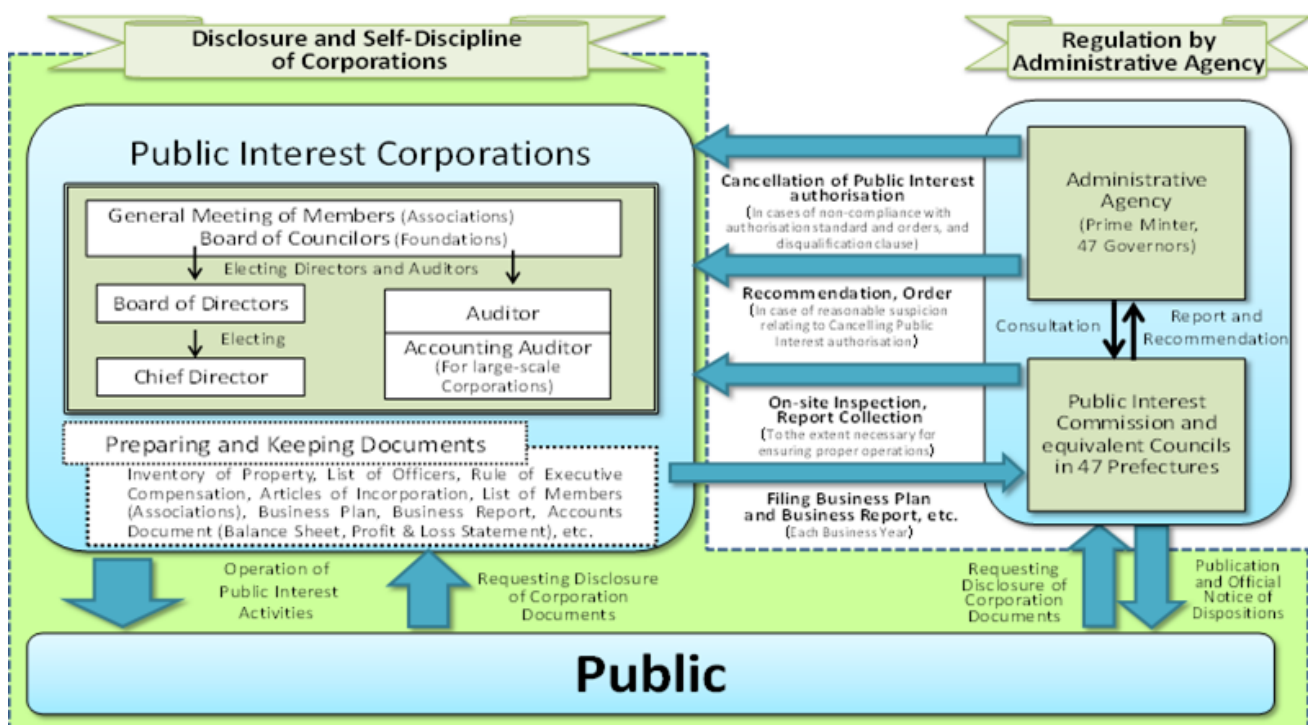 Disclosure and Self-Discipline
of Corporations
Regulation by
Administrative Agency
Public Interest Corporations
General Meeting of Members (Associations)
Board of Councilors (Foundations)
Electing Directors and Auditors
Board of Directors
Electing
Chief Director
Auditor
Accounting Auditor
(For large-scale
Corporations)
Preparing and Keeping Documents
Inventory of Property, List of Officers, Rule of Executive
Compensation, Articles of Incorporation, List of Members
(Associations), Business Plan, Business Report, Accounts
Document (Balance Sheet, Profit & Loss Statement), etc.
Cancellation of Public Interest
authorisation
(In cases of non-compliance with
authorisation standard and orders, and
disqualification clause)
Recommendation, Order
(In case of reasonable suspicion
relating to Cancelling Public
Interest authorisation)
On-site Inspection,
Report Collection
(To the extent necessary for
ensuring proper operations)
Filing Business Plan
and Business Report, etc.
(Each Business Year)
Administrative
Agency
(Prime Minter,
47 Governors)
Consultation
Report and
Recommendation
Public Interest
Commission and
equivalent Councils
in 47 Prefectures
Operation of
Public Interest
Activities
Requesting Disclosure
of Corporation
Documents
Requesting
Disclosure of
Corporation
Documents
Publication
and Official
Notice of
Dispositions
Public